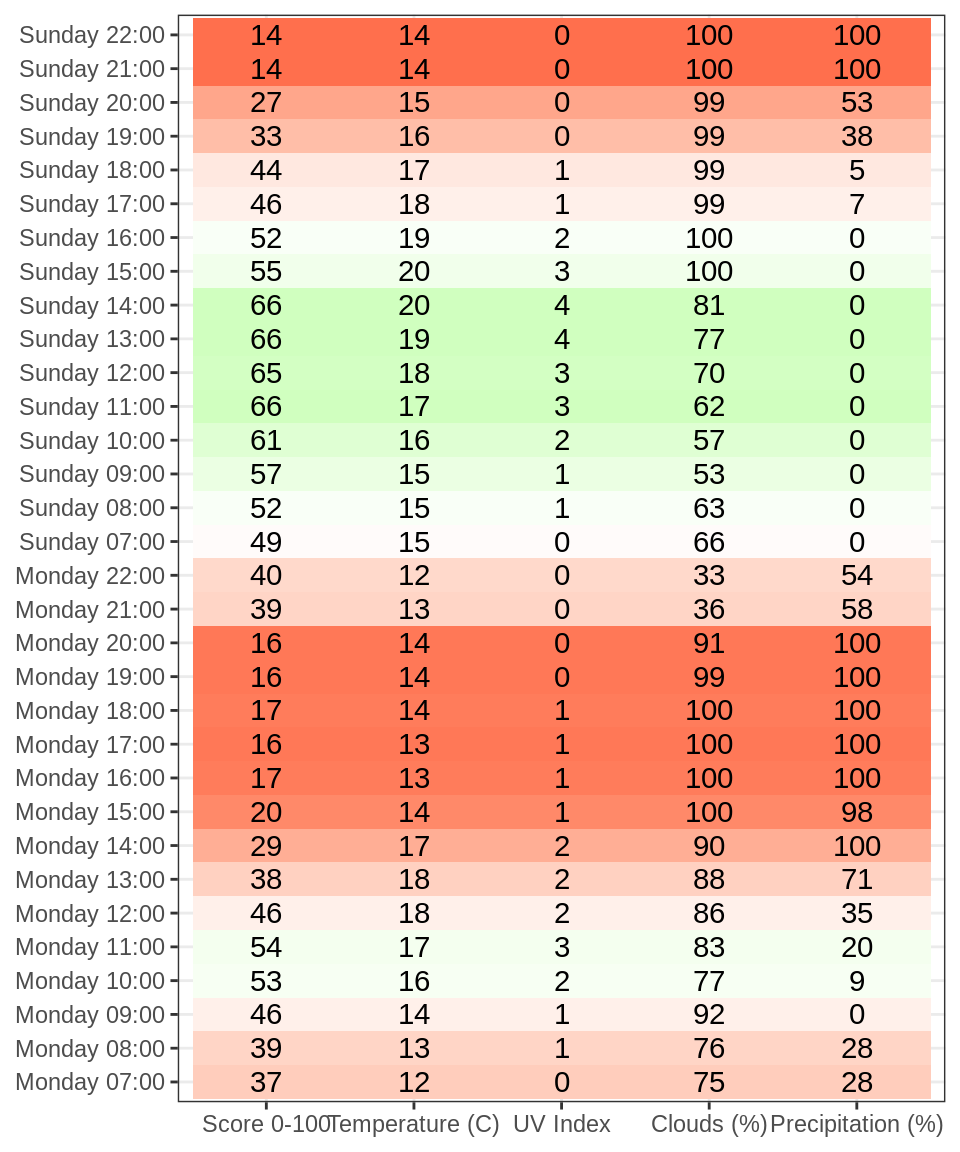 Sunday 22:00 14 14 0 100 100
Sunday 21:00 14 14 0 100 100
Sunday 20:00 27 15 0 99 53
Sunday 19:00 33 16 0 99 38
Sunday 18:00 44 17 1 99 5
Sunday 17:00 46 18 1 99 7
Sunday 16:00 52 19 2 100 0
Sunday 15:00 55 20 3 100 0
Sunday 14:00 66 20 4 81 0
Sunday 13:00 66 19 4 77 0
Sunday 12:00 65 18 3 70 0
Sunday 11:00 66 17 3 62 0
Sunday 10:00 61 16 2 57 0
Sunday 09:00 57 15 1 53 0
Sunday 08:00 52 15 1 63 0
Sunday 07:00 49 15 0 66 0
Monday 22:00 40 12 0 33 54
Monday 21:00 39 13 0 36 58
Monday 20:00 16 14 0 91 100
Monday 19:00 16 14 0 99 100
Monday 18:00 17 14 1 100 100
Monday 17:00 16 13 1 100 100
Monday 16:00 17 13 1 100 100
Monday 15:00 20 14 1 100 98
Monday 14:00 29 17 2 90 100
Monday 13:00 38 18 2 88 71
Monday 12:00 46 18 2 86 35
Monday 11:00 54 17 3 83 20
Monday 10:00 53 16 2 77 9
Monday 09:00 46 14 1 92 0
Monday 08:00 39 13 1 76 28
Monday 07:00 37 12 0 75 28
Score 0-100 Temperature (C) UV Index Clouds (%) Precipitation (%)